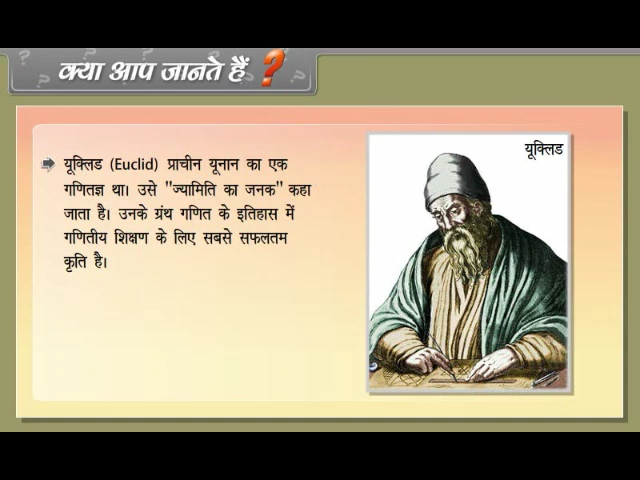 क्या आप जानते हैं ?
यूक्लिड (Euclid) प्राचीन यूनान का एक
गणितज्ञ था। उसे "ज्यामिति का जनक" कहा
जाता है। उनके ग्रंथ गणित के इतिहास में
गणितीय शिक्षण के लिए सबसे सफलतम
कृति है।
यूक्लिड